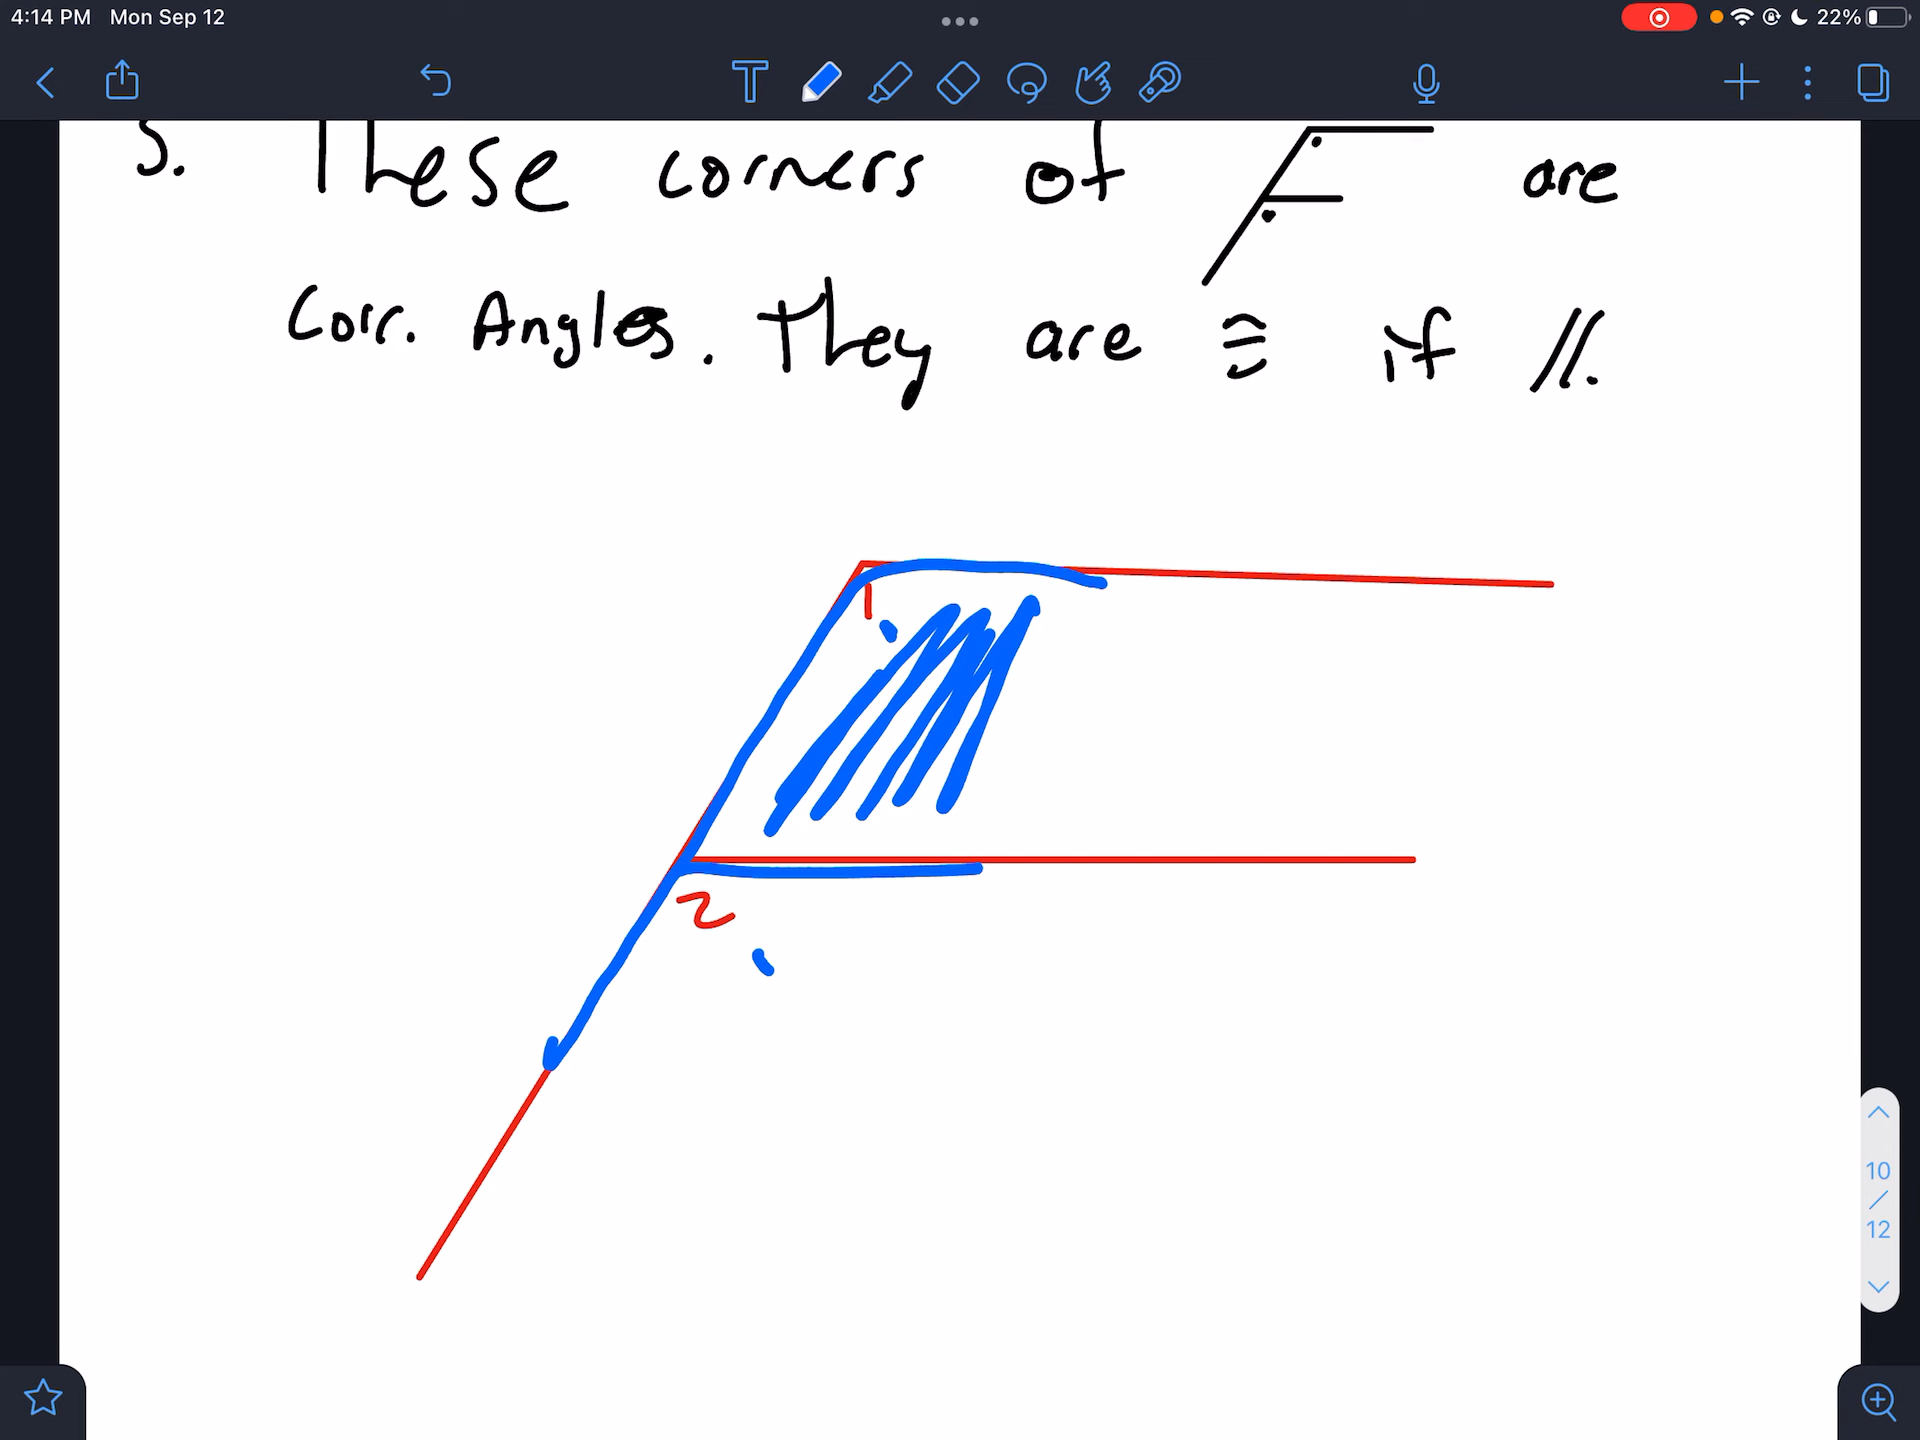 4:14 PM Mon Sep 12
22%
T
These corners of F are
Corr. Angles. They are ≅ if //.
1
2
10
/
12